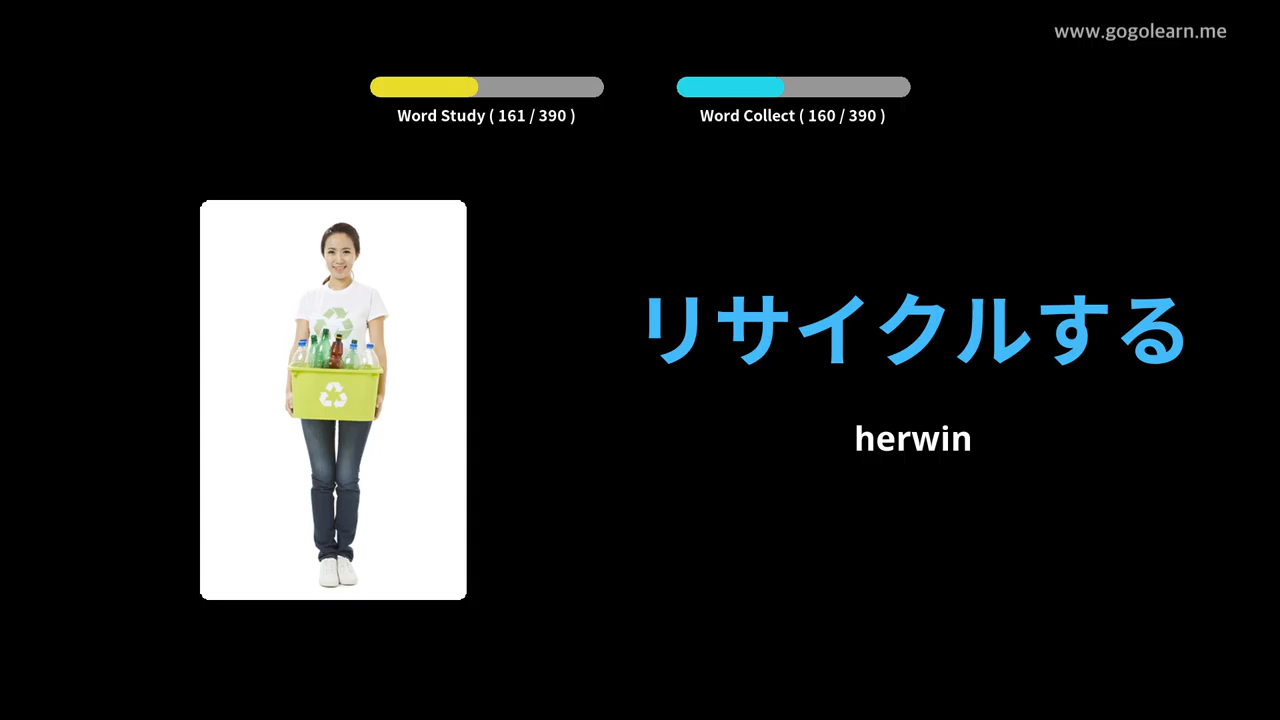 www.gogolearn.me
Word Study ( 161 / 390 )
Word Collect ( 160 / 390 )
リサイクルする
herwin